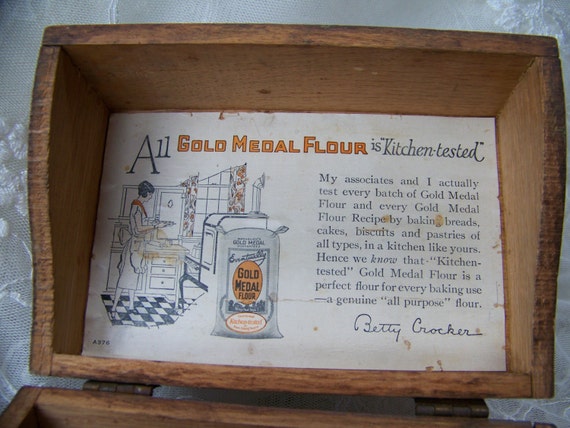 All GOLD MEDAL FLOUR is "Kitchen-tested"
My associates and I actually
test every batch of Gold Medal
Flour and every Gold Medal
Flour Recipe by baking breads,
cakes, biscuits and pastries of
all types, in a kitchen like yours.
Hence we know that "Kitchen-
tested" Gold Medal Flour is a
perfect flour for every baking use
—a genuine "all purpose" flour.
Betty Crocker
GOLD MEDAL
Eventually
GOLD
MEDAL
FLOUR
Kitchen-tested
A876